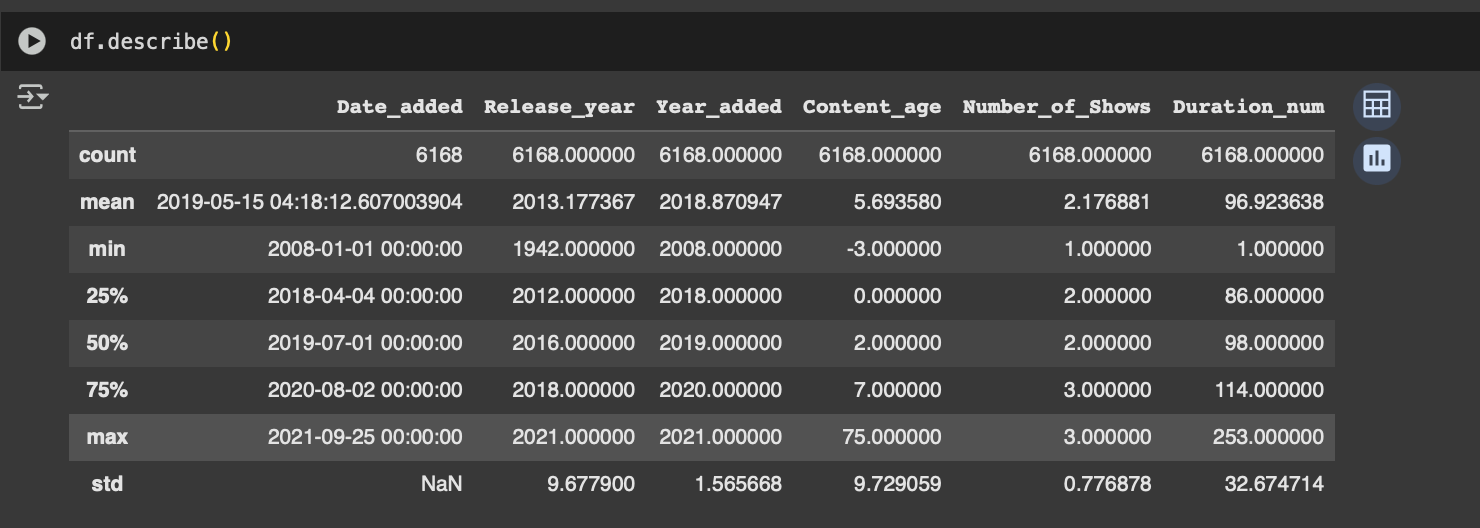 df.describe()
Date_added Release_year Year_added Content_age Number_of_Shows Duration_num
count 6168 6168.000000 6168.000000 6168.000000 6168.000000 6168.000000
mean 2019-05-15 04:18:12.607003904 2013.177367 2018.870947 5.693580 2.176881 96.923638
min 2008-01-01 00:00:00 1942.000000 2008.000000 -3.000000 1.000000 1.000000
25% 2018-04-04 00:00:00 2012.000000 2018.000000 0.000000 2.000000 86.000000
50% 2019-07-01 00:00:00 2016.000000 2019.000000 2.000000 2.000000 98.000000
75% 2020-08-02 00:00:00 2018.000000 2020.000000 7.000000 3.000000 114.000000
max 2021-09-25 00:00:00 2021.000000 2021.000000 75.000000 3.000000 253.000000
std NaN 9.677900 1.565668 9.729059 0.776878 32.674714